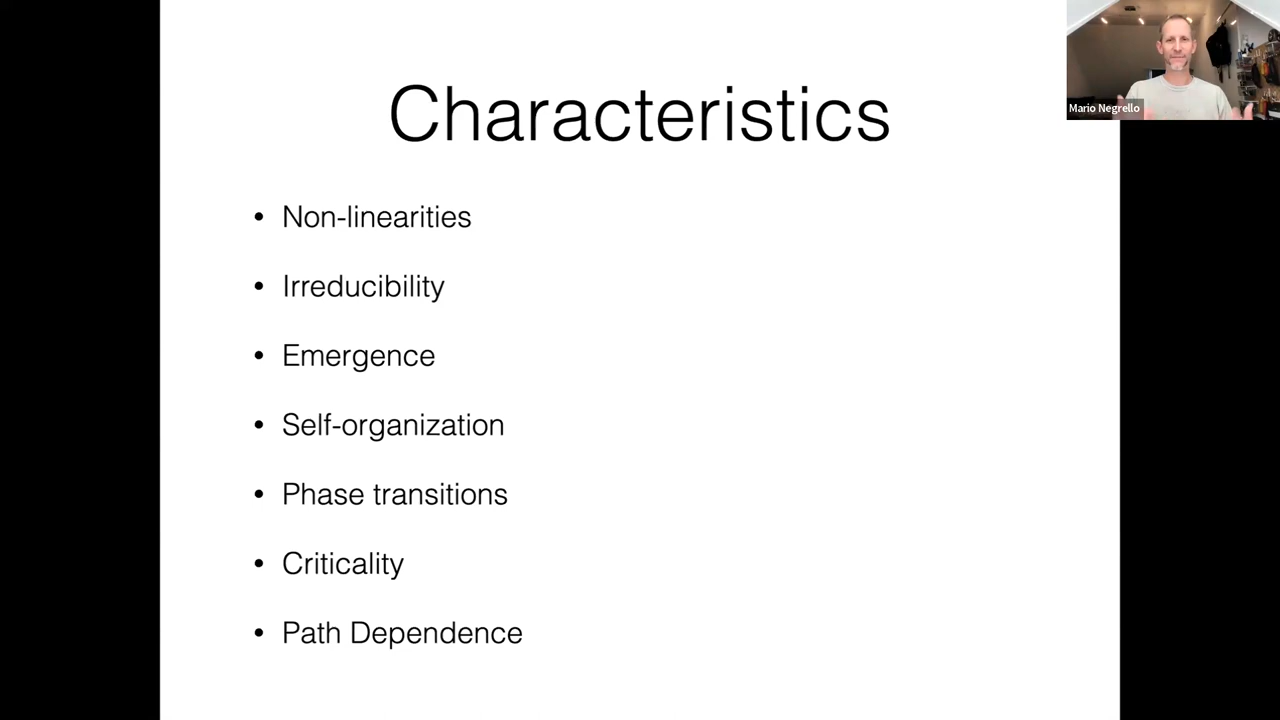 Characteristics
Mario Negrello
• Non-linearities
• Irreducibility
• Emergence
• Self-organization
• Phase transitions
• Criticality
• Path Dependence